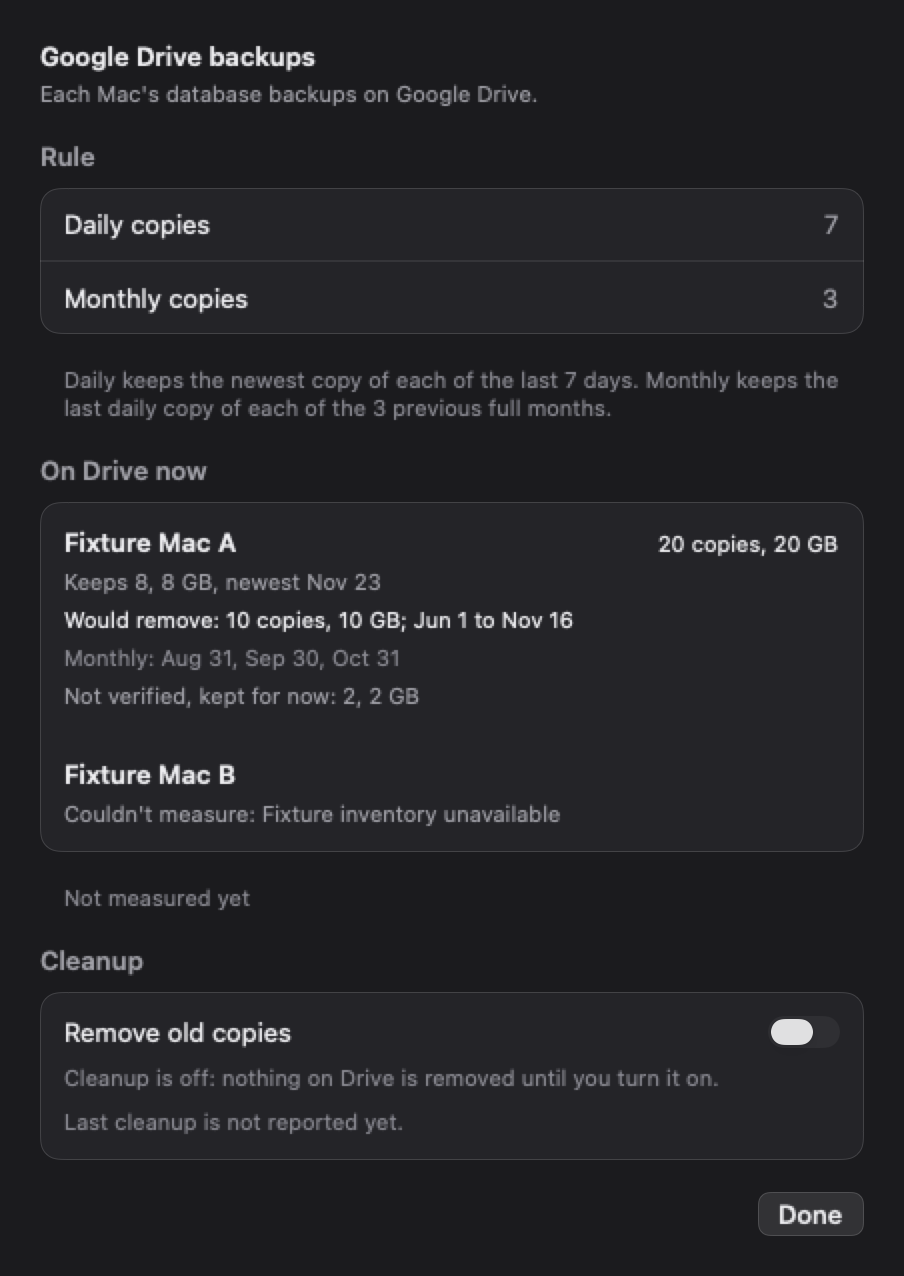 Google Drive backups
Each Mac's database backups on Google Drive.
Rule
Daily copies 7
Monthly copies 3
Daily keeps the newest copy of each of the last 7 days. Monthly keeps the
last daily copy of each of the 3 previous full months.
On Drive now
Fixture Mac A 20 copies, 20 GB
Keeps 8, 8 GB, newest Nov 23
Would remove: 10 copies, 10 GB; Jun 1 to Nov 16
Monthly: Aug 31, Sep 30, Oct 31
Not verified, kept for now: 2, 2 GB
Fixture Mac B
Couldn't measure: Fixture inventory unavailable
Not measured yet
Cleanup
Remove old copies
Cleanup is off: nothing on Drive is removed until you turn it on.
Last cleanup is not reported yet.
Done